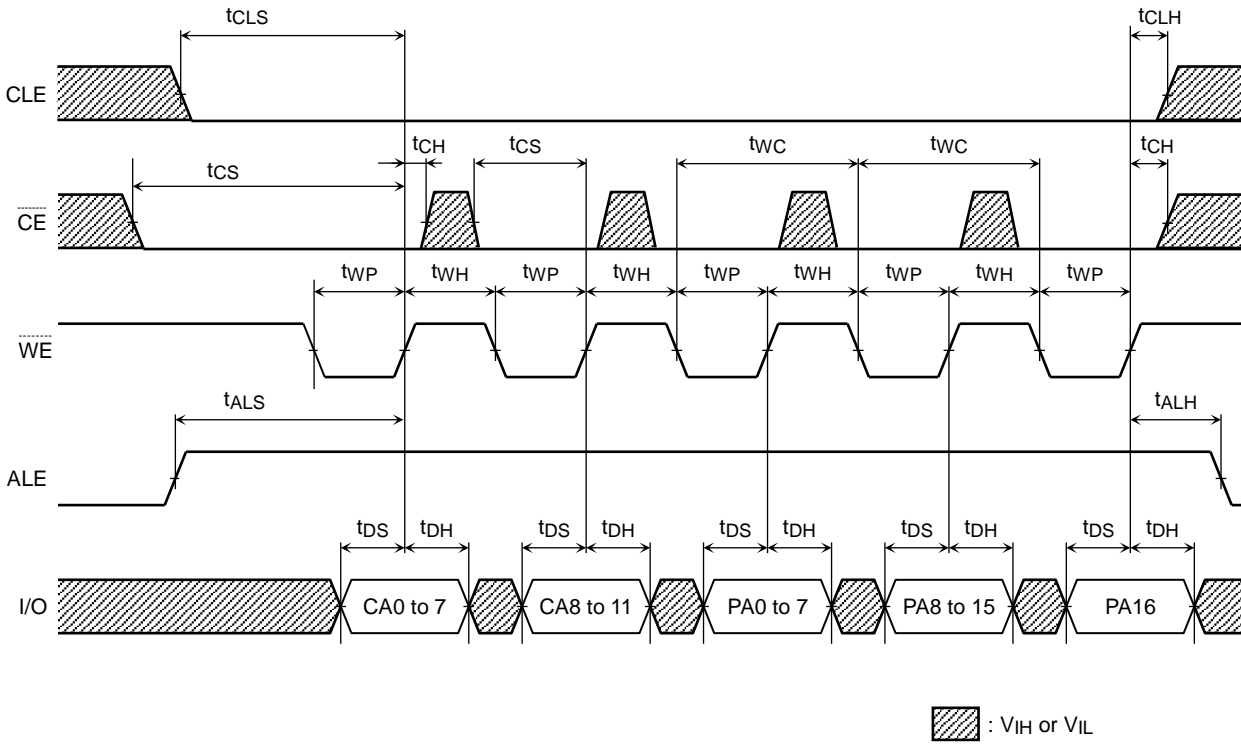 tCLS tCLH
CLE
tCH tCS tWC tWC tCH
tCS
CE
tWP tWH tWP tWH tWP tWH tWP tWH tWP
WE
tALS tALH
ALE
tDS tDH tDS tDH tDS tDH tDS tDH tDS tDH
I/O CA0 to 7 CA8 to 11 PA0 to 7 PA8 to 15 PA16
: VIH or VIL